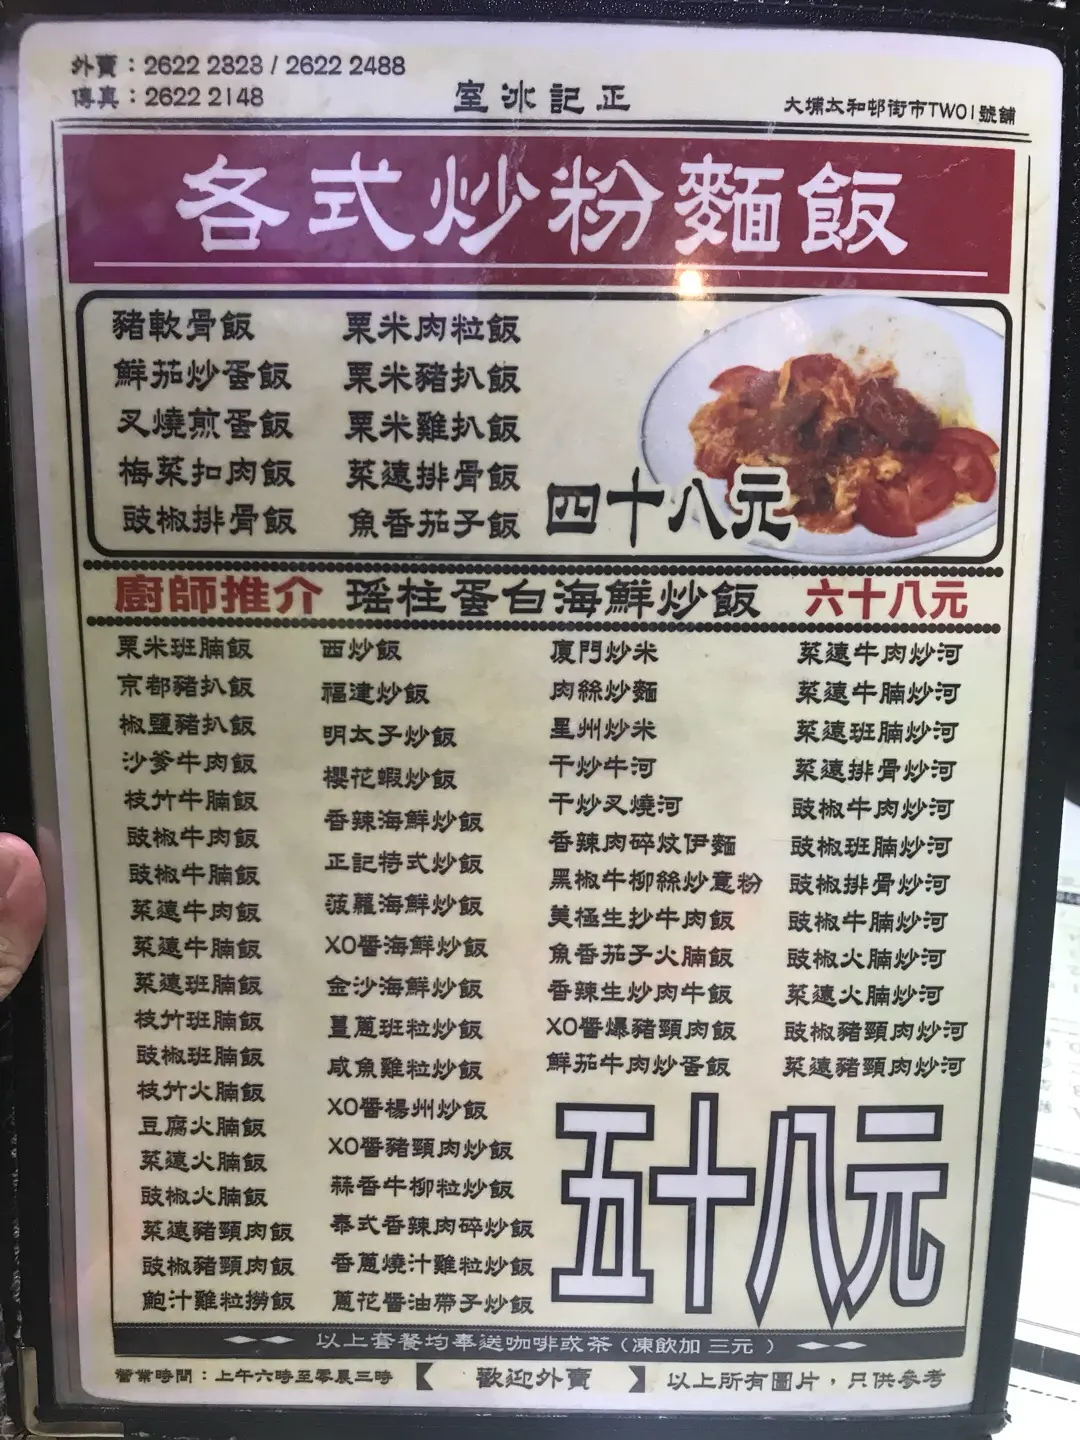 外賣：2622 2323 / 2622 2488
傳真：2622 2148
室冰記正
大埔太和邨街市TW01號舖
各式炒粉麵飯
豬軟骨飯
鮮茄炒蛋飯
叉燒煎蛋飯
梅菜扣肉飯
豉椒排骨飯
粟米肉粒飯
粟米豬扒飯
粟米雞扒飯
菜遠排骨飯
魚香茄子飯
四十八元
廚師推介 瑤柱蛋白海鮮炒飯 六十八元
粟米班腩飯
京都豬扒飯
椒鹽豬扒飯
沙爹牛肉飯
枝竹牛腩飯
豉椒牛肉飯
豉椒牛腩飯
菜遠牛肉飯
菜遠牛腩飯
菜遠班腩飯
枝竹班腩飯
豉椒班腩飯
枝竹火腩飯
豆腐火腩飯
菜遠火腩飯
豉椒火腩飯
菜遠豬頸肉飯
豉椒豬頸肉飯
鮑汁雞粒撈飯
西炒飯
福建炒飯
明太子炒飯
櫻花蝦炒飯
香辣海鮮炒飯
正記特式炒飯
菠蘿海鮮炒飯
XO醬海鮮炒飯
金沙海鮮炒飯
薑蔥班粒炒飯
咸魚雞粒炒飯
XO醬楊州炒飯
XO醬豬頸肉炒飯
蒜香牛柳粒炒飯
泰式香辣肉碎炒飯
香蔥燒汁雞粒炒飯
蔥花醬油帶子炒飯
廈門炒米
肉絲炒麵
星州炒米
干炒牛河
干炒叉燒河
香辣肉碎炆伊麵
黑椒牛柳絲炒意粉
美極生抄牛肉飯
魚香茄子火腩飯
香辣生炒肉牛飯
XO醬爆豬頸肉飯
鮮茄牛肉炒蛋飯
菜遠牛肉炒河
菜遠牛腩炒河
菜遠班腩炒河
菜遠排骨炒河
豉椒牛肉炒河
豉椒班腩炒河
豉椒排骨炒河
豉椒牛腩炒河
豉椒火腩炒河
菜遠火腩炒河
豉椒豬頸肉炒河
菜遠豬頸肉炒河
五十八元
以上套餐均奉送咖啡或茶（凍飲加 三元 ）
營業時間：上午六時至零晨三時 【 歡迎外賣 】 以上所有圖片，只供參考